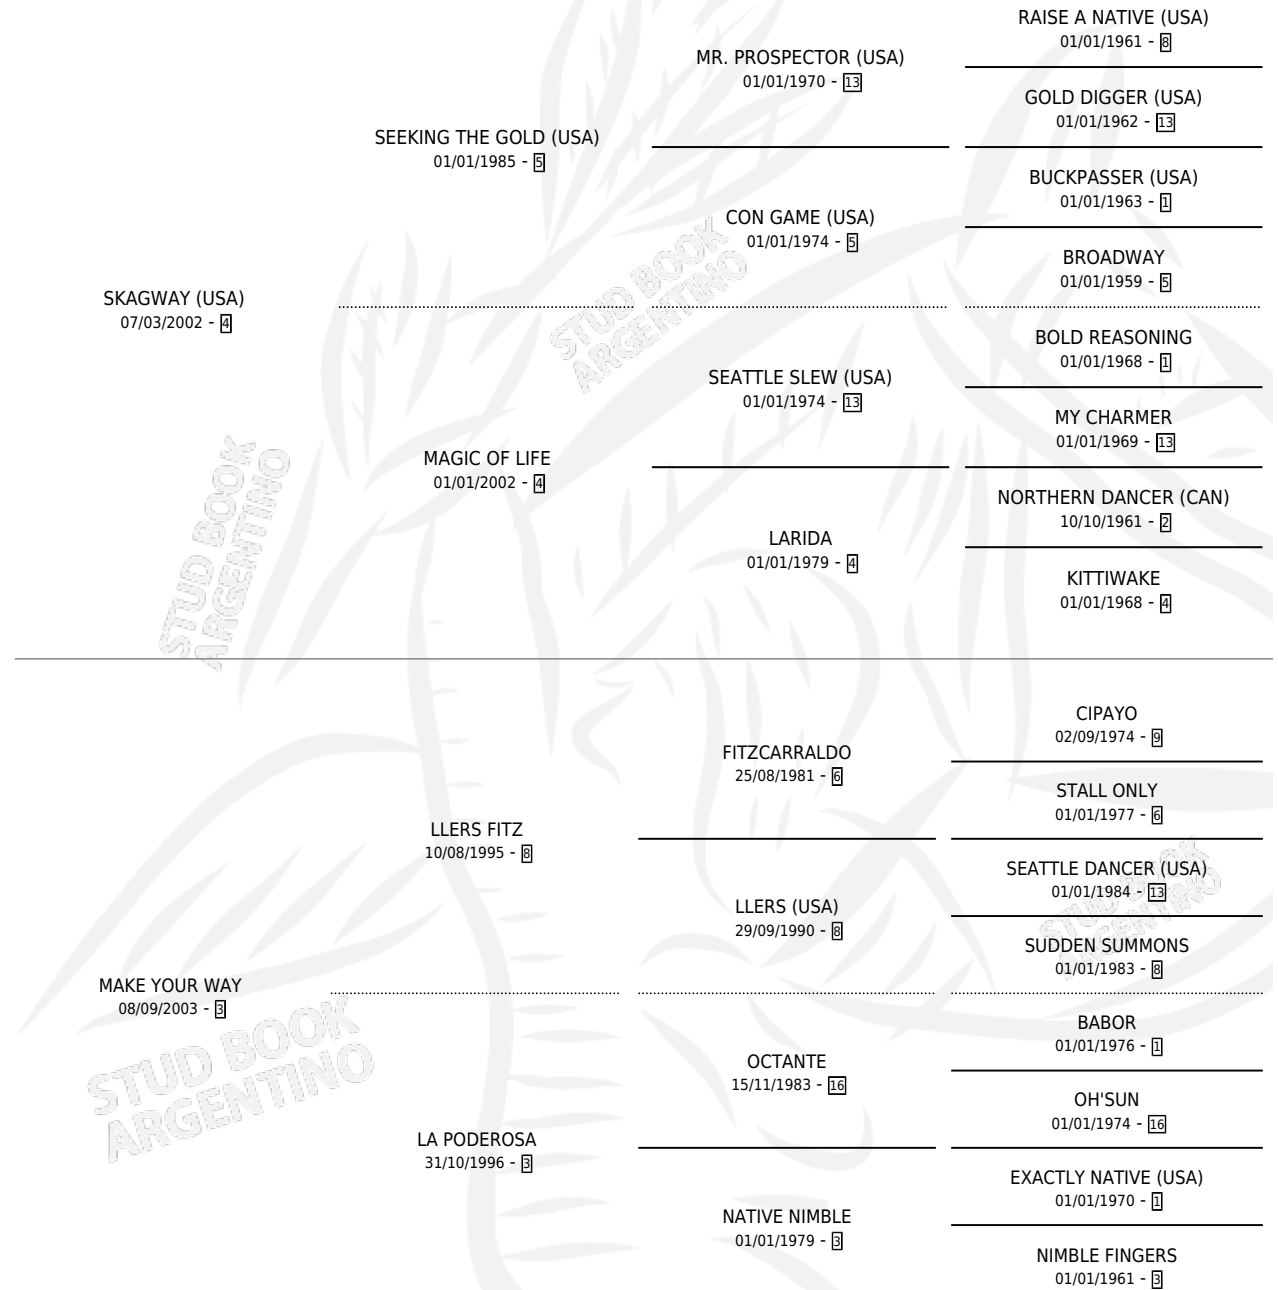 RAISE A NATIVE (USA)
01/01/1961 - 8
MR. PROSPECTOR (USA)
01/01/1970 - 13
GOLD DIGGER (USA)
01/01/1962 - 13
SEEKING THE GOLD (USA)
01/01/1985 - 5
BUCKPASSER (USA)
01/01/1963 - 1
CON GAME (USA)
01/01/1974 - 5
BROADWAY
01/01/1959 - 5
SKAGWAY (USA)
07/03/2002 - 4
STUD BOOK
ARGENTINO
BOLD REASONING
01/01/1968 - 1
SEATTLE SLEW (USA)
01/01/1974 - 13
MY CHARMER
01/01/1969 - 13
MAGIC OF LIFE
01/01/2002 - 4
NORTHERN DANCER (CAN)
10/10/1961 - 2
LARIDA
01/01/1979 - 4
KITTIWAKE
01/01/1968 - 4
STUD BOOK
ARGENTINO
CIPAYO
02/09/1974 - 9
FITZCARRALDO
25/08/1981 - 6
STALL ONLY
01/01/1977 - 6
LLERS FITZ
10/08/1995 - 8
SEATTLE DANCER (USA)
01/01/1984 - 13
LLERS (USA)
29/09/1990 - 8
STUD BOOK
ARGENTINO
SUDDEN SUMMONS
01/01/1983 - 8
MAKE YOUR WAY
08/09/2003 - 3
BABOR
01/01/1976 - 1
STUD BOOK
ARGENTINO
OCTANTE
15/11/1983 - 16
OH'SUN
01/01/1974 - 16
LA PODEROSA
31/10/1996 - 3
EXACTLY NATIVE (USA)
01/01/1970 - 1
NATIVE NIMBLE
01/01/1979 - 3
NIMBLE FINGERS
01/01/1961 - 3